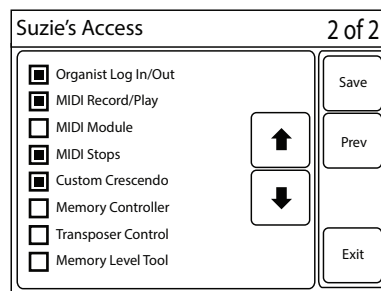 Suzie's Access
2 of 2
Organist Log In/Out
MIDI Record/Play
MIDI Module
MIDI Stops
Custom Crescendo
Memory Controller
Transposer Control
Memory Level Tool
Save
Prev
Exit